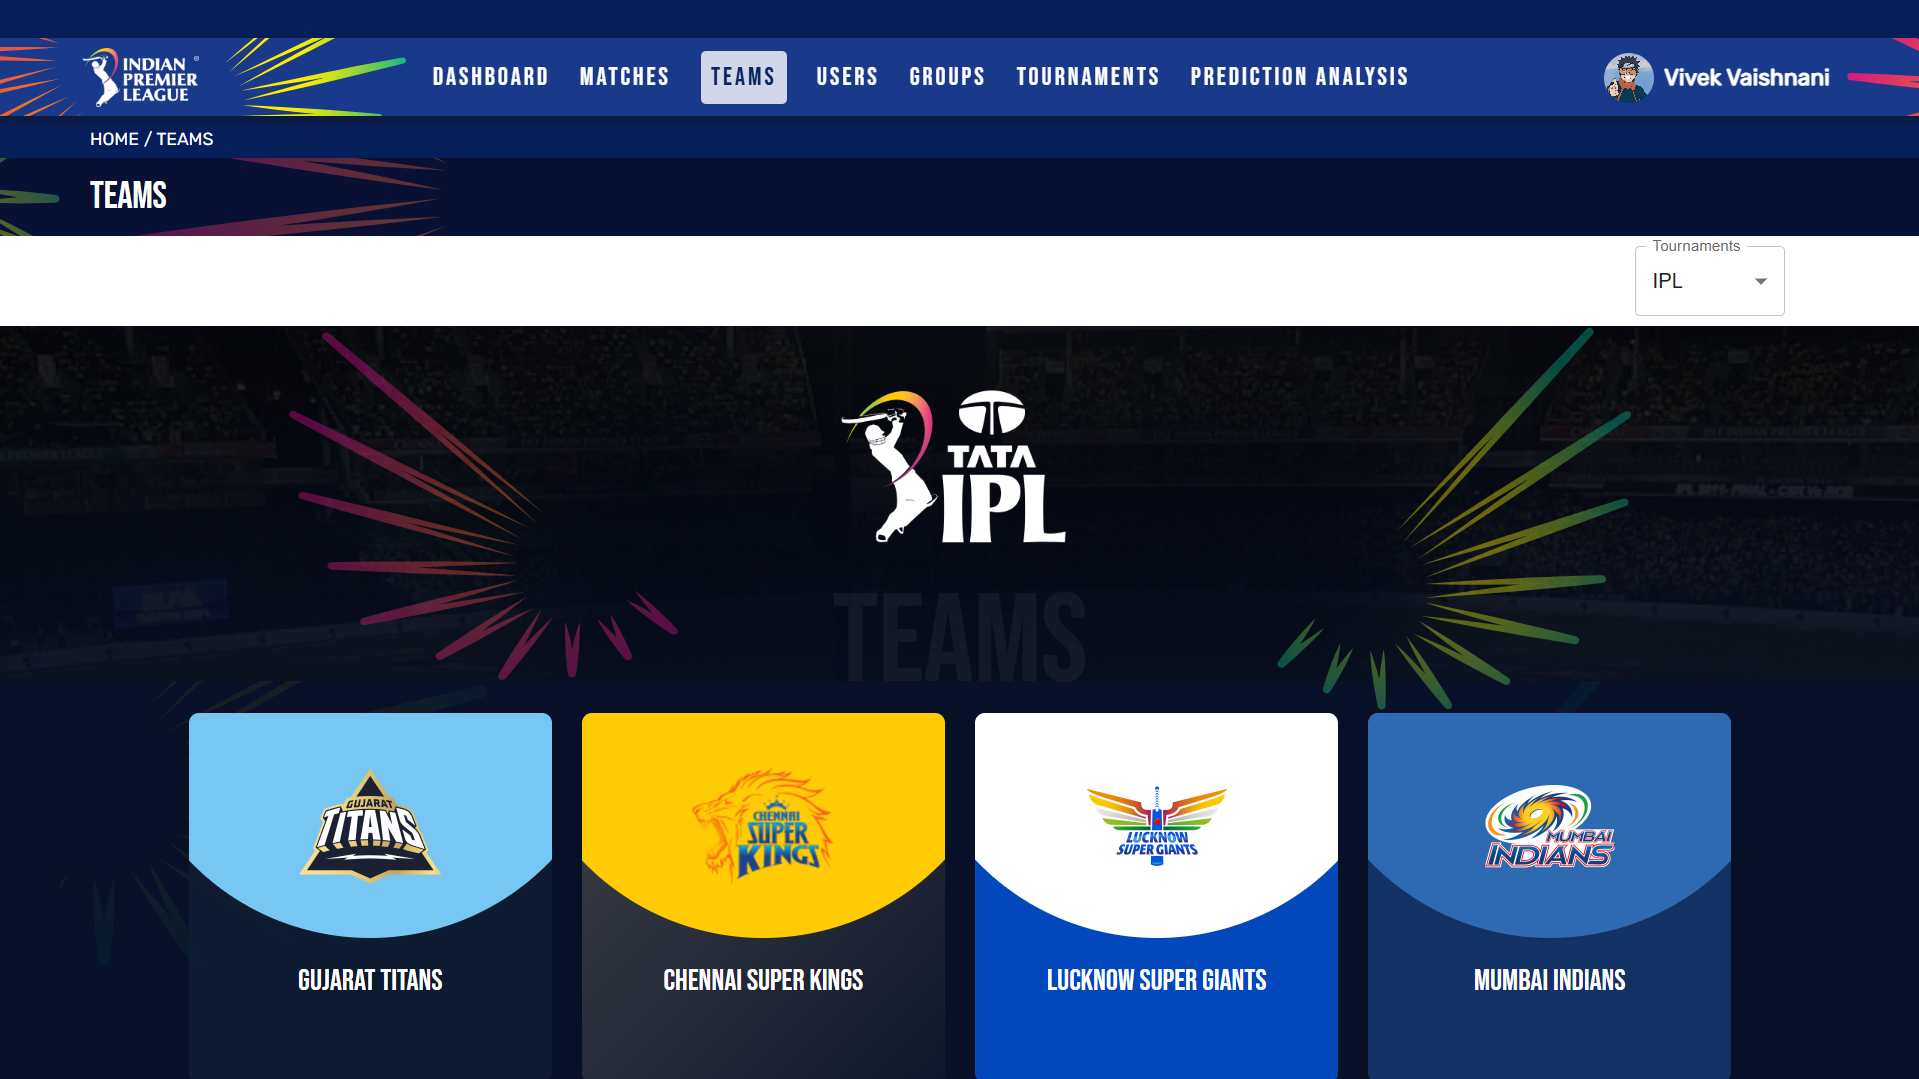 INDIAN
PREMIER
LEAGUE
DASHBOARD MATCHES TEAMS USERS GROUPS TOURNAMENTS PREDICTION ANALYSIS
Vivek Vaishnani
HOME / TEAMS
TEAMS
Tournaments
IPL
TATA
IPL
TEAMS
GUJARAT
TITANS
CHENNAI
SUPER
KINGS
LUCKNOW
SUPER GIANTS
MUMBAI
INDIANS
GUJARAT TITANS
CHENNAI SUPER KINGS
LUCKNOW SUPER GIANTS
MUMBAI INDIANS